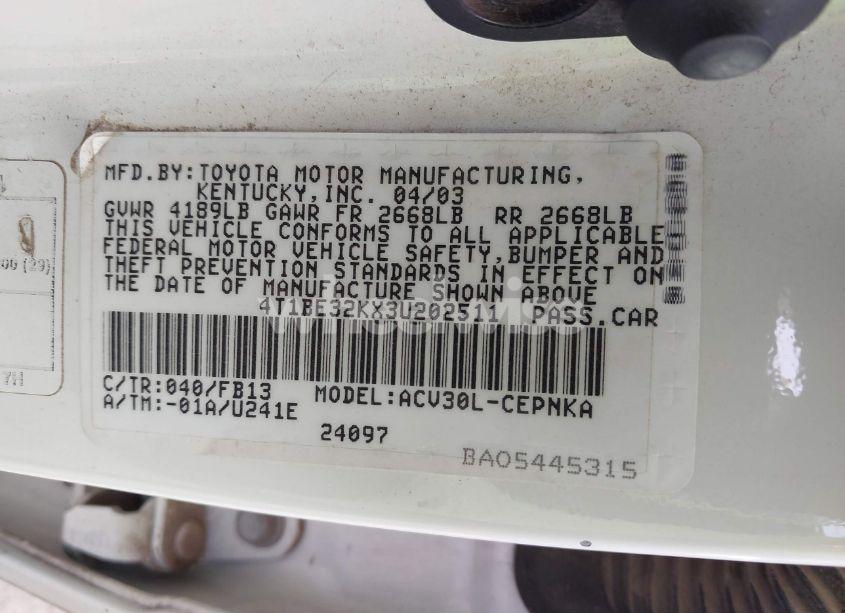 MFD.BY:TOYOTA MOTOR MANUFACTURING,
KENTUCKY,INC. 04/03
GVWR 4189LB GAWR FR 2668LB RR 2668LB
THIS VEHICLE CONFORMS TO ALL APPLICABLE
FEDERAL MOTOR VEHICLE SAFETY,BUMPER AND
THEFT PREVENTION STANDARDS IN EFFECT ON
THE DATE OF MANUFACTURE SHOWN ABOVE
4T1BE32KX3U202511 PASS.CAR
C/TR:040/FB13 MODEL:ACV30L-CEPNKA
A/TM:-01A/U241E
24097
BA05445315
(29)